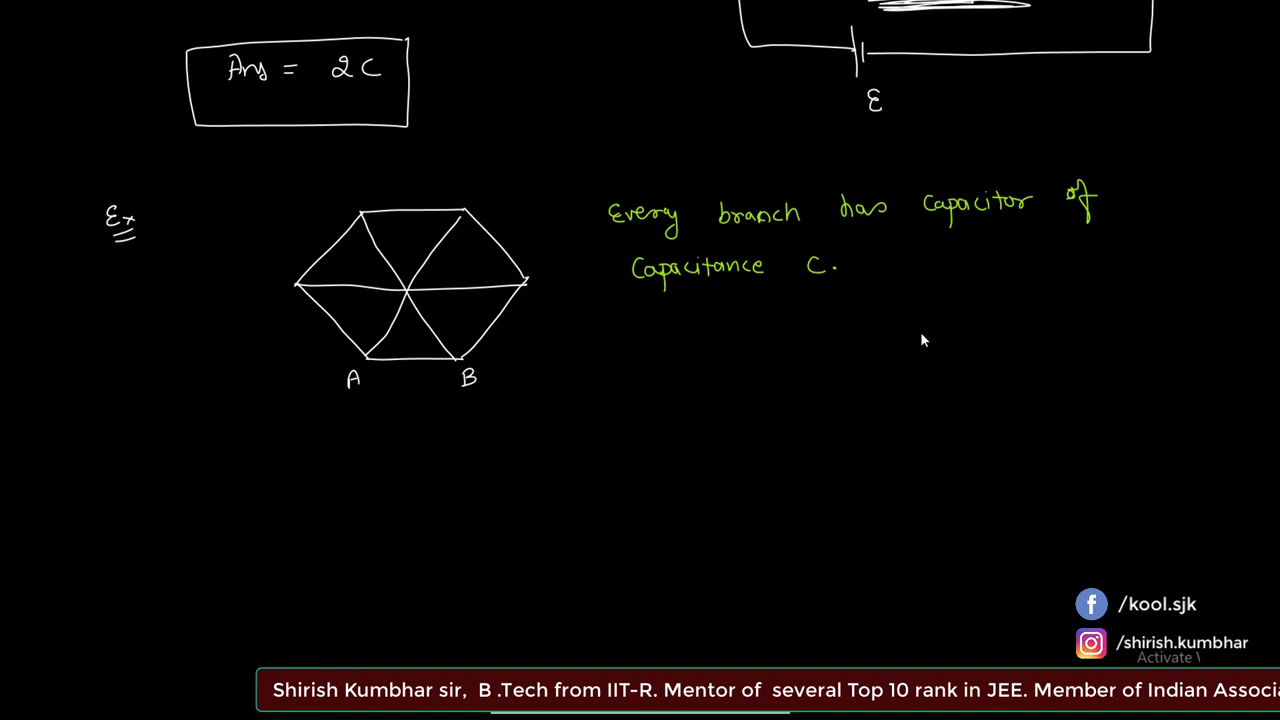 Ans = 2C
ε
Ex
Every branch has capacitor of
Capacitance C.
A B
/kool.sjk
/shirish.kumbhar
Activate \
Shirish Kumbhar sir, B .Tech from IIT-R. Mentor of several Top 10 rank in JEE. Member of Indian Associa